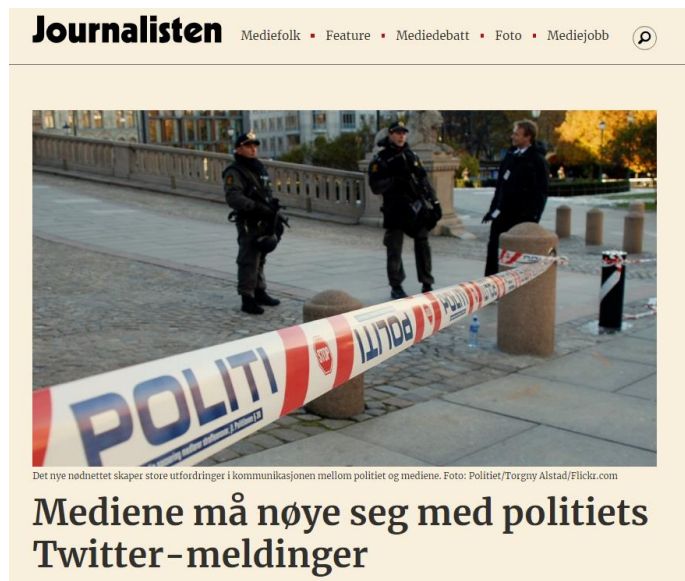 Journalisten
Mediefolk ▪ Feature ▪ Mediedebatt ▪ Foto ▪ Mediejobb
POLITI
STOP
POLITI
POLITI
Det nye nødnettet skaper store utfordringer i kommunikasjonen mellom politiet og mediene. Foto: Politiet/Torgny Alstad/Flickr.com
Mediene må nøye seg med politiets
Twitter-meldinger